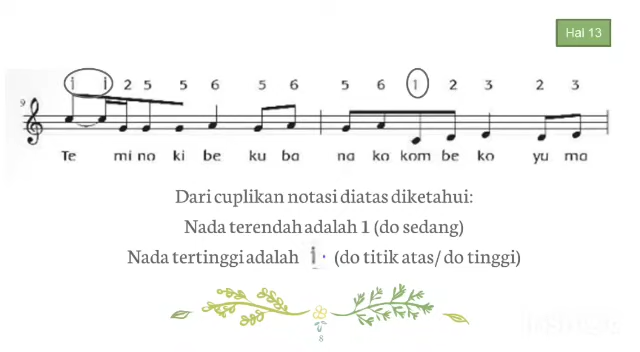 Hal 13
i i 2 5 5 6 5 6 5 6 1 2 3 2 3
9
Te mi no ki be ku ba na ko kom be ko yu ma
Dari cuplikan notasi diatas diketahui:
Nada terendah adalah 1 (do sedang)
Nada tertinggi adalah i (do titik atas/ do tinggi)
8